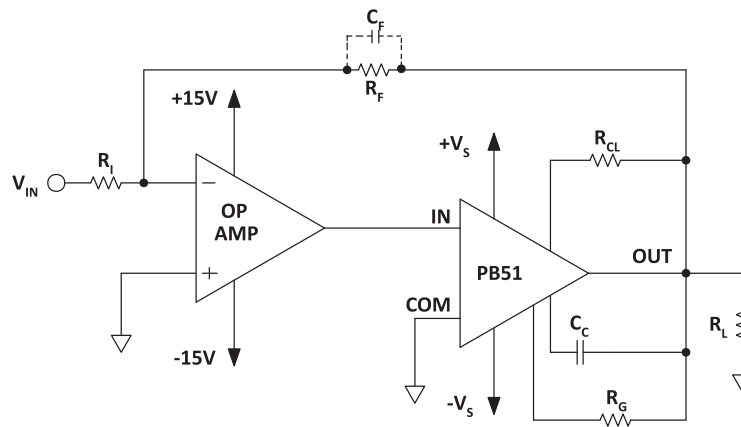 C_F
R_F
+15V
R_I
V_IN
−
OP
AMP
+
-15V
+V_S
R_CL
IN
PB51
OUT
COM
C_C
R_L
-V_S
R_G